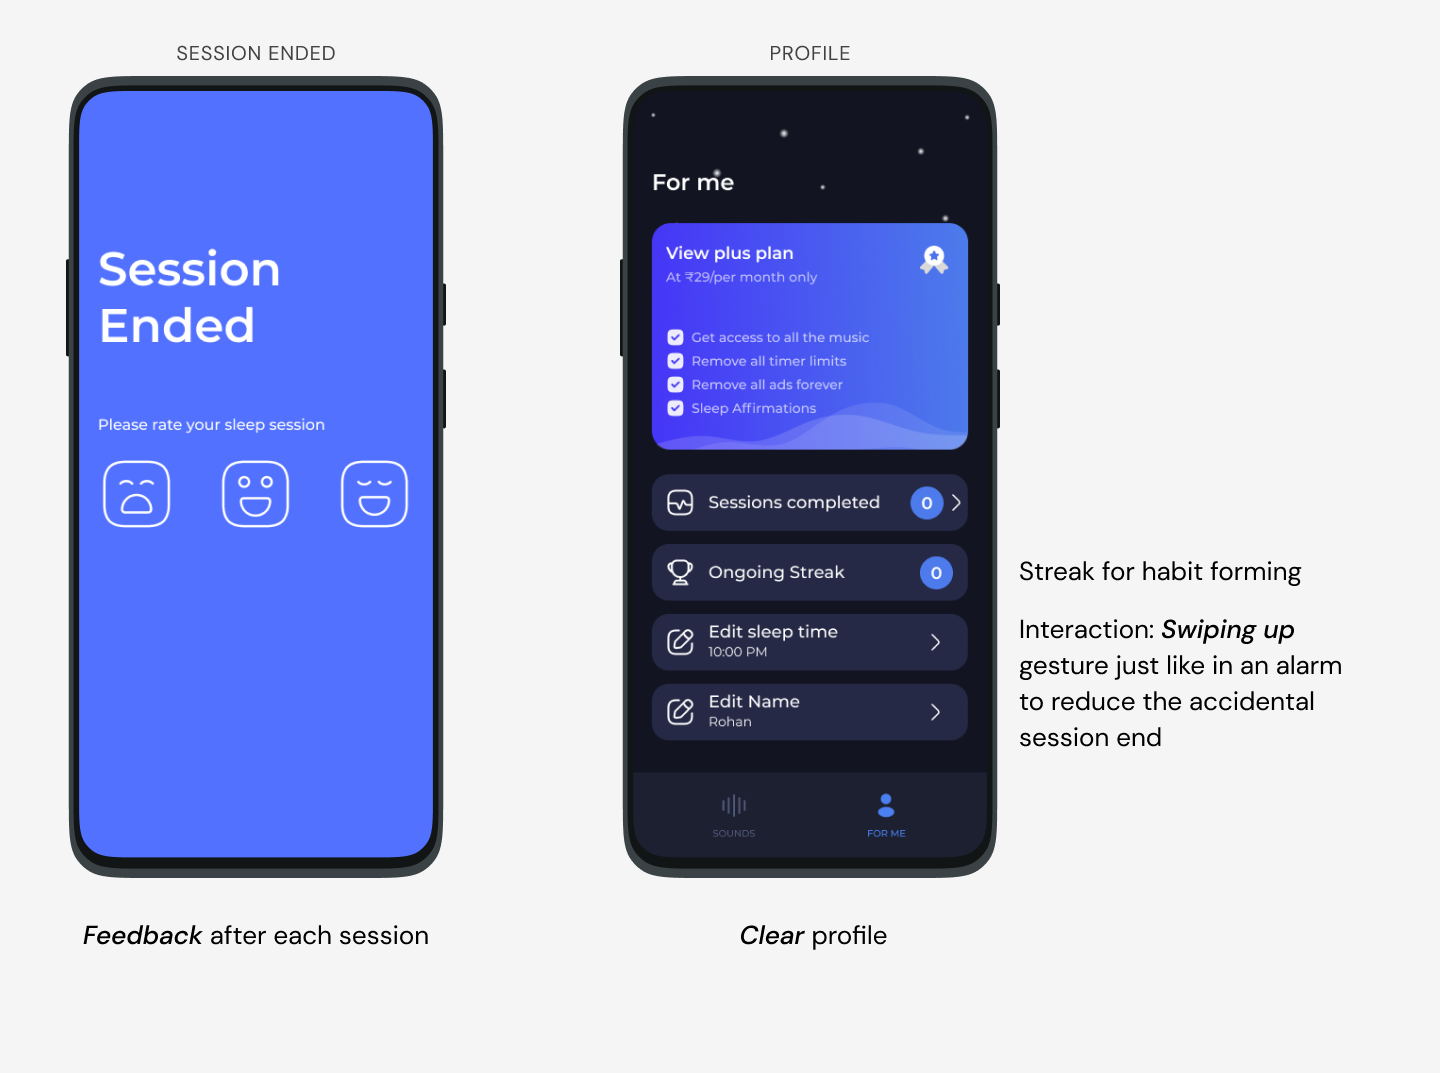 SESSION ENDED
Session
Ended
Please rate your sleep session
Feedback after each session
PROFILE
For me
View plus plan
At ₹29/per month only
Get access to all the music
Remove all timer limits
Remove all ads forever
Sleep Affirmations
Sessions completed 0
Ongoing Streak 0
Edit sleep time
10:00 PM
Edit Name
Rohan
SOUNDS
FOR ME
Clear profile
Streak for habit forming
Interaction: Swiping up
gesture just like in an alarm
to reduce the accidental
session end